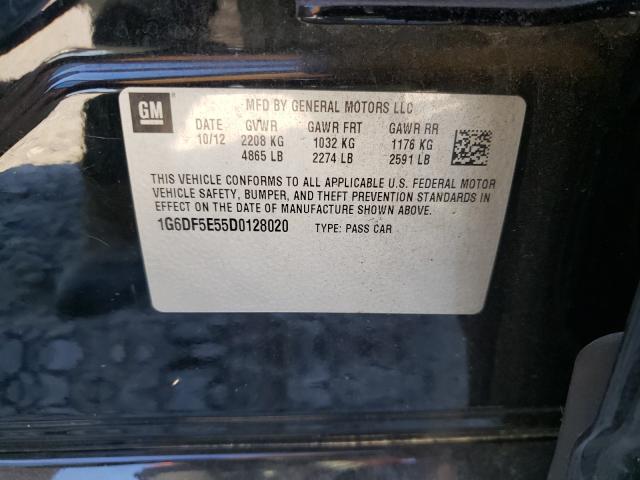 GM
MFD BY GENERAL MOTORS LLC
DATE GVWR GAWR FRT GAWR RR
10/12 2208 KG 1032 KG 1176 KG
4865 LB 2274 LB 2591 LB
THIS VEHICLE CONFORMS TO ALL APPLICABLE U.S. FEDERAL MOTOR
VEHICLE SAFETY, BUMPER, AND THEFT PREVENTION STANDARDS IN
EFFECT ON THE DATE OF MANUFACTURE SHOWN ABOVE.
1G6DF5E55D0128020 TYPE: PASS CAR